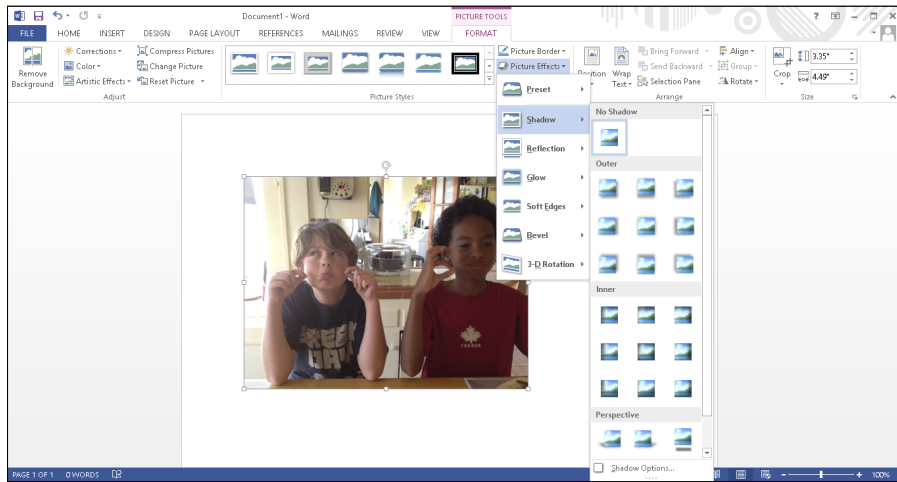 Document1 - Word
PICTURE TOOLS
FILE HOME INSERT DESIGN PAGE LAYOUT REFERENCES MAILINGS REVIEW VIEW FORMAT
Remove Background
Corrections
Color
Artistic Effects
Compress Pictures
Change Picture
Reset Picture
Adjust
Picture Styles
Picture Border
Picture Effects
Wrap Text
Bring Forward
Send Backward
Selection Pane
Align
Group
Rotate
Arrange
Crop
3.35"
4.49"
Size
Preset
Shadow
Reflection
Glow
Soft Edges
Bevel
3-D Rotation
No Shadow
Outer
Inner
Perspective
Shadow Options...
CANADA
PAGE 1 OF 1 0 WORDS
100%